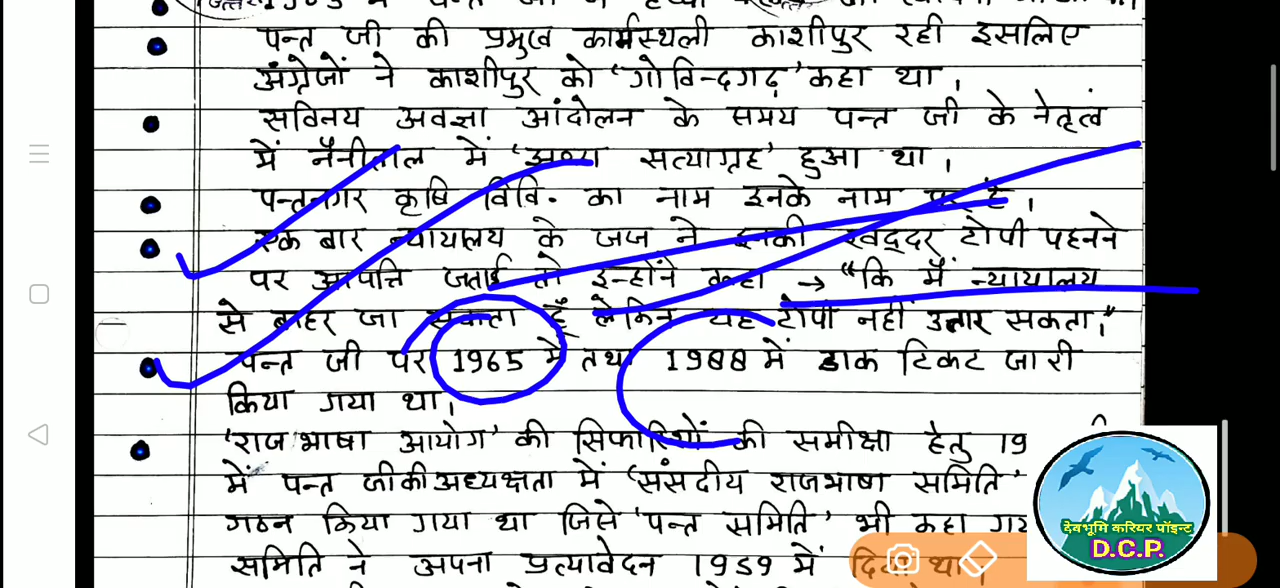 पन्त जी की प्रमुख कार्मस्थली काशीपुर रही इसलिए
अंग्रेजों ने काशीपुर को 'गोविन्दगढ़' कहा था।
सविनय अवज्ञा आंदोलन के समय पन्त जी के नेतृत्वं
में नैनीताल में सत्याग्रह' हुआ था।
पन्तनगर कृषि विवि. का नाम इनके नाम पर है।
एक बार न्यायालय के जज ने इनकी खद्दर टोपी पहनने
पर आपत्ति जताई तो इन्होंने कहा → "कि मैं न्यायालय
से बाहर जा सकता हूँ लेकिन यह टोपी नहीं उतार सकता।"
पन्त जी पर 1965 में तथा 1988 में डाक टिकट जारी
किया गया था।
'राजभाषा आयोग' की सिफारिशों की समीक्षा हेतु 19
में पन्त जी की अध्यक्षता में 'संसदीय राजभाषा समिति'
गठन किया गया था जिसे 'पन्त समिति' भी कहा
समिति ने अपना प्रत्यावेदन 1959 में दिया था।
देवभूमि करियर पॉइन्ट
D.C.P.